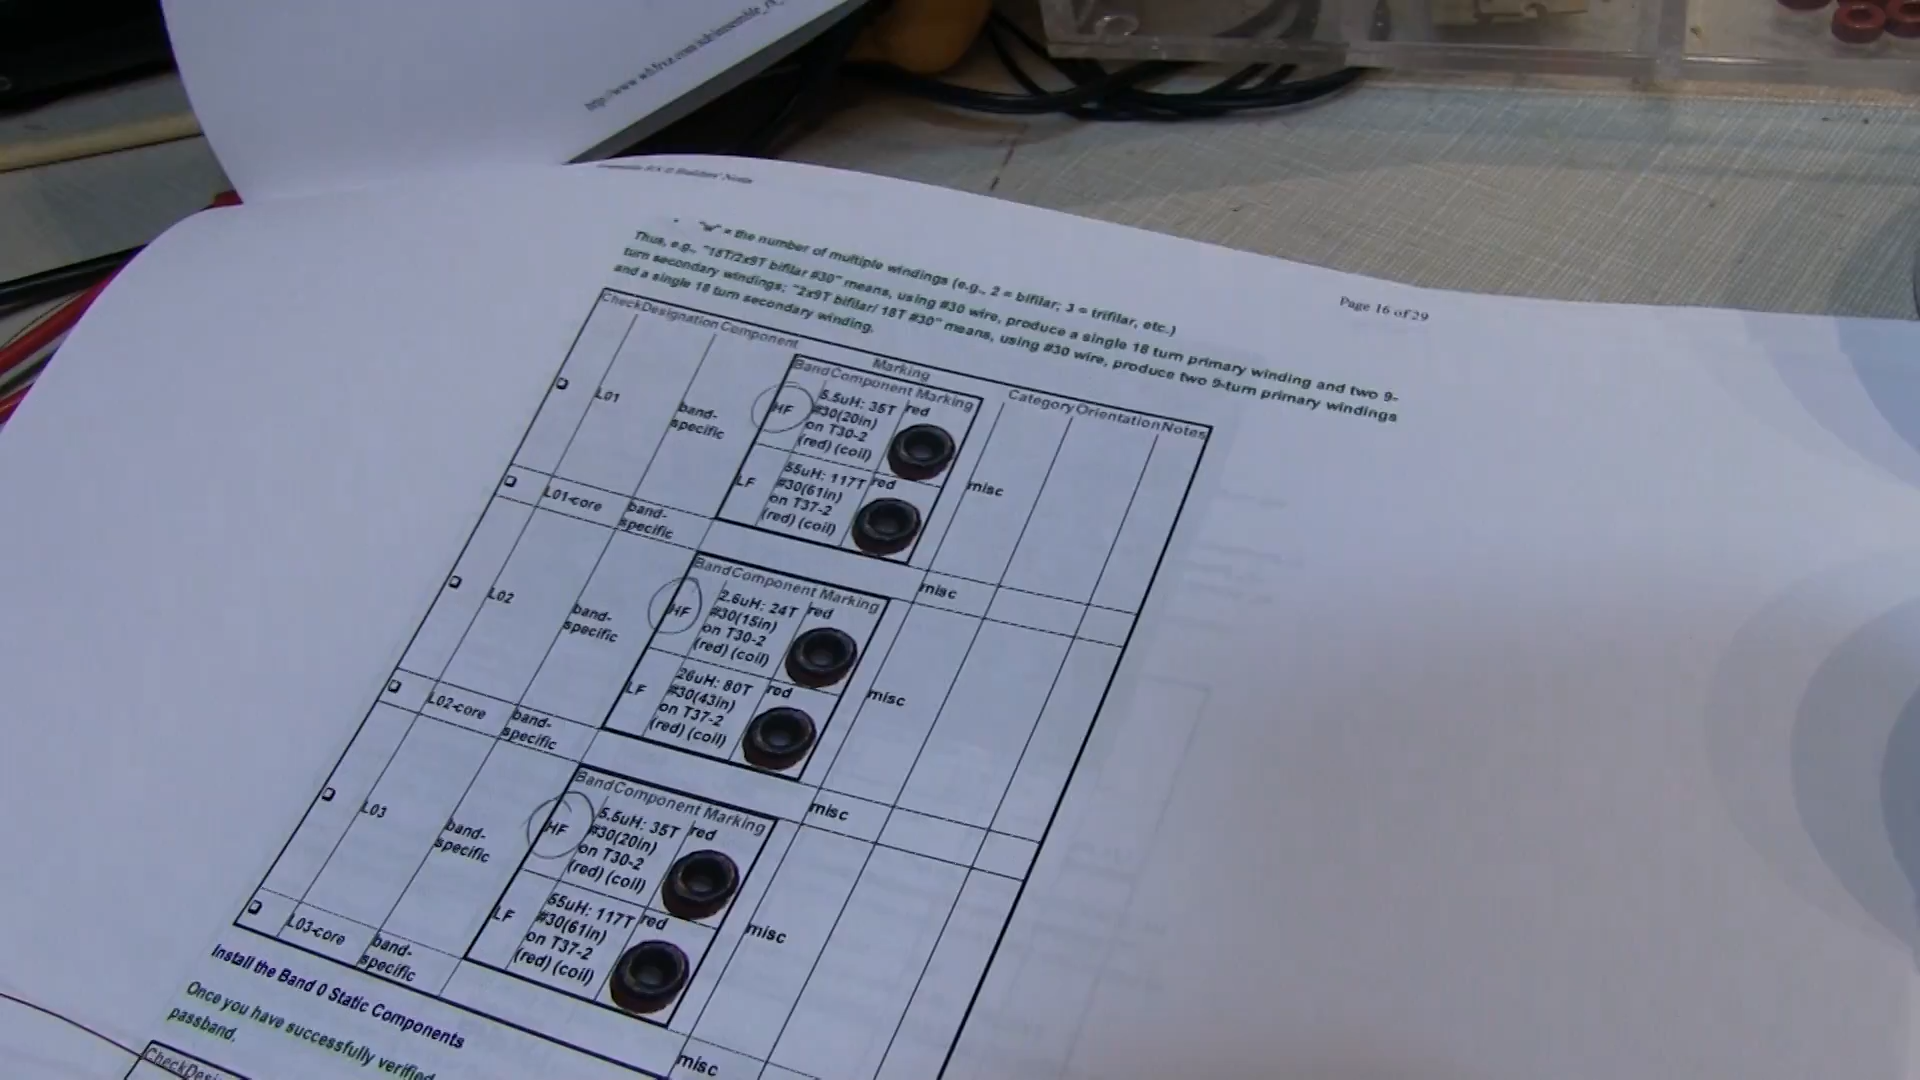 "w" = the number of multiple windings (e.g., 2 = bifilar; 3 = trifilar, etc.)
Thus, e.g., "18T/2x9T bifilar #30" means, using #30 wire, produce a single 18 turn primary winding and two 9-
turn secondary windings; "2x9T bifilar/ 18T #30" means, using #30 wire, produce two 9-turn primary windings
and a single 18 turn secondary winding.
Page 16 of 29
Check Designation Component Marking Category Orientation Notes
L01
band-
specific
Band Component Marking
HF
5.5uH: 35T
#30(20in)
on T30-2
(red) (coil)
red
LF
55uH: 117T
#30(61in)
on T37-2
(red) (coil)
red
misc
L01-core
band-
specific
misc
L02
band-
specific
Band Component Marking
HF
2.6uH: 24T
#30(15in)
on T30-2
(red) (coil)
red
LF
26uH: 80T
#30(43in)
on T37-2
(red) (coil)
red
misc
L02-core
band-
specific
misc
L03
band-
specific
Band Component Marking
HF
5.5uH: 35T
#30(20in)
on T30-2
(red) (coil)
red
LF
55uH: 117T
#30(61in)
on T37-2
(red) (coil)
red
misc
L03-core
band-
specific
misc
Install the Band 0 Static Components
Once you have successfully verified
passband,